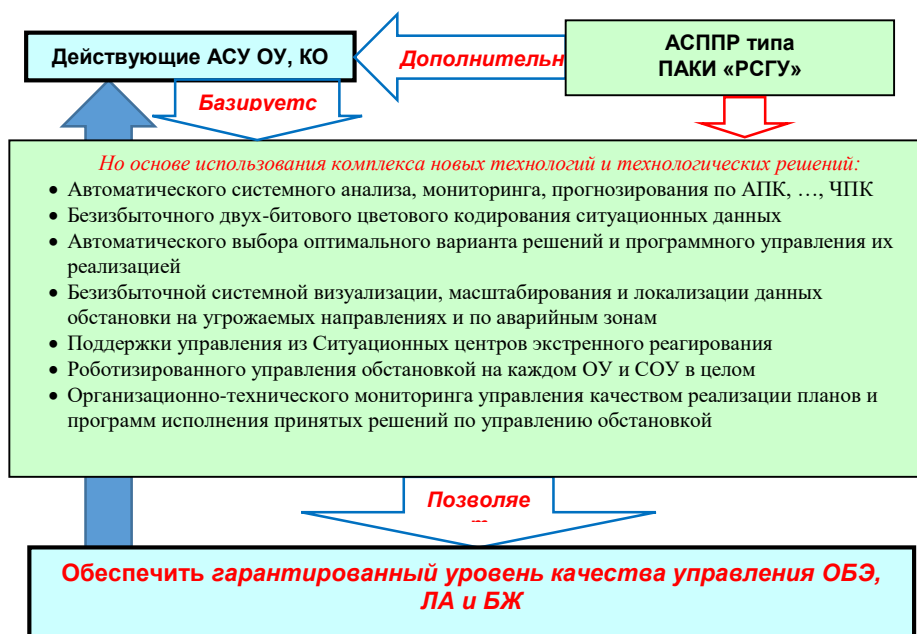 Действующие АСУ ОУ, КО
Дополнительн
АСППР типа
ПАКИ «РСГУ»
Базируетс
Но основе использования комплекса новых технологий и технологических решений:
• Автоматического системного анализа, мониторинга, прогнозирования по АПК, …, ЧПК
• Безизбыточного двух-битового цветового кодирования ситуационных данных
• Автоматического выбора оптимального варианта решений и программного управления их
реализацией
• Безизбыточной системной визуализации, масштабирования и локализации данных
обстановки на угрожаемых направлениях и по аварийным зонам
• Поддержки управления из Ситуационных центров экстренного реагирования
• Роботизированного управления обстановкой на каждом ОУ и СОУ в целом
• Организационно-технического мониторинга управления качеством реализации планов и
программ исполнения принятых решений по управлению обстановкой
Позволяе
Обеспечить гарантированный уровень качества управления ОБЭ,
ЛА и БЖ